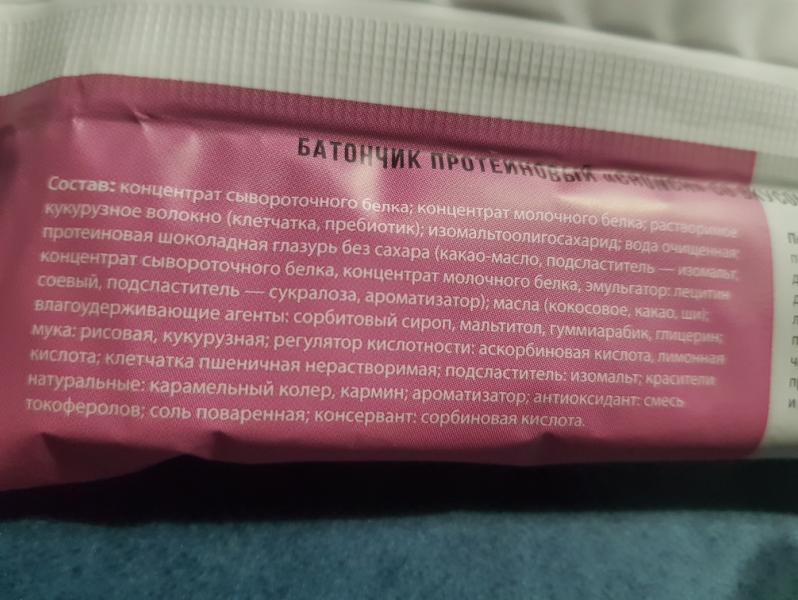 БАТОНЧИК ПРОТЕИНОВЫЙ «CRUNCH» СО ВКУСОМ
Состав: концентрат сывороточного белка; концентрат молочного белка; растворимое
кукурузное волокно (клетчатка, пребиотик); изомальтоолигосахарид; вода очищенная;
протеиновая шоколадная глазурь без сахара (какао-масло, подсластитель — изомальт,
концентрат сывороточного белка, концентрат молочного белка, эмульгатор: лецитин
соевый, подсластитель — сукралоза, ароматизатор); масла (кокосовое, какао, ши);
влагоудерживающие агенты: сорбитовый сироп, мальтитол, гуммиарабик, глицерин;
мука: рисовая, кукурузная; регулятор кислотности: аскорбиновая кислота, лимонная
кислота; клетчатка пшеничная нерастворимая; подсластитель: изомальт; красители
натуральные: карамельный колер, кармин; ароматизатор; антиоксидант: смесь
токоферолов; соль поваренная; консервант: сорбиновая кислота.